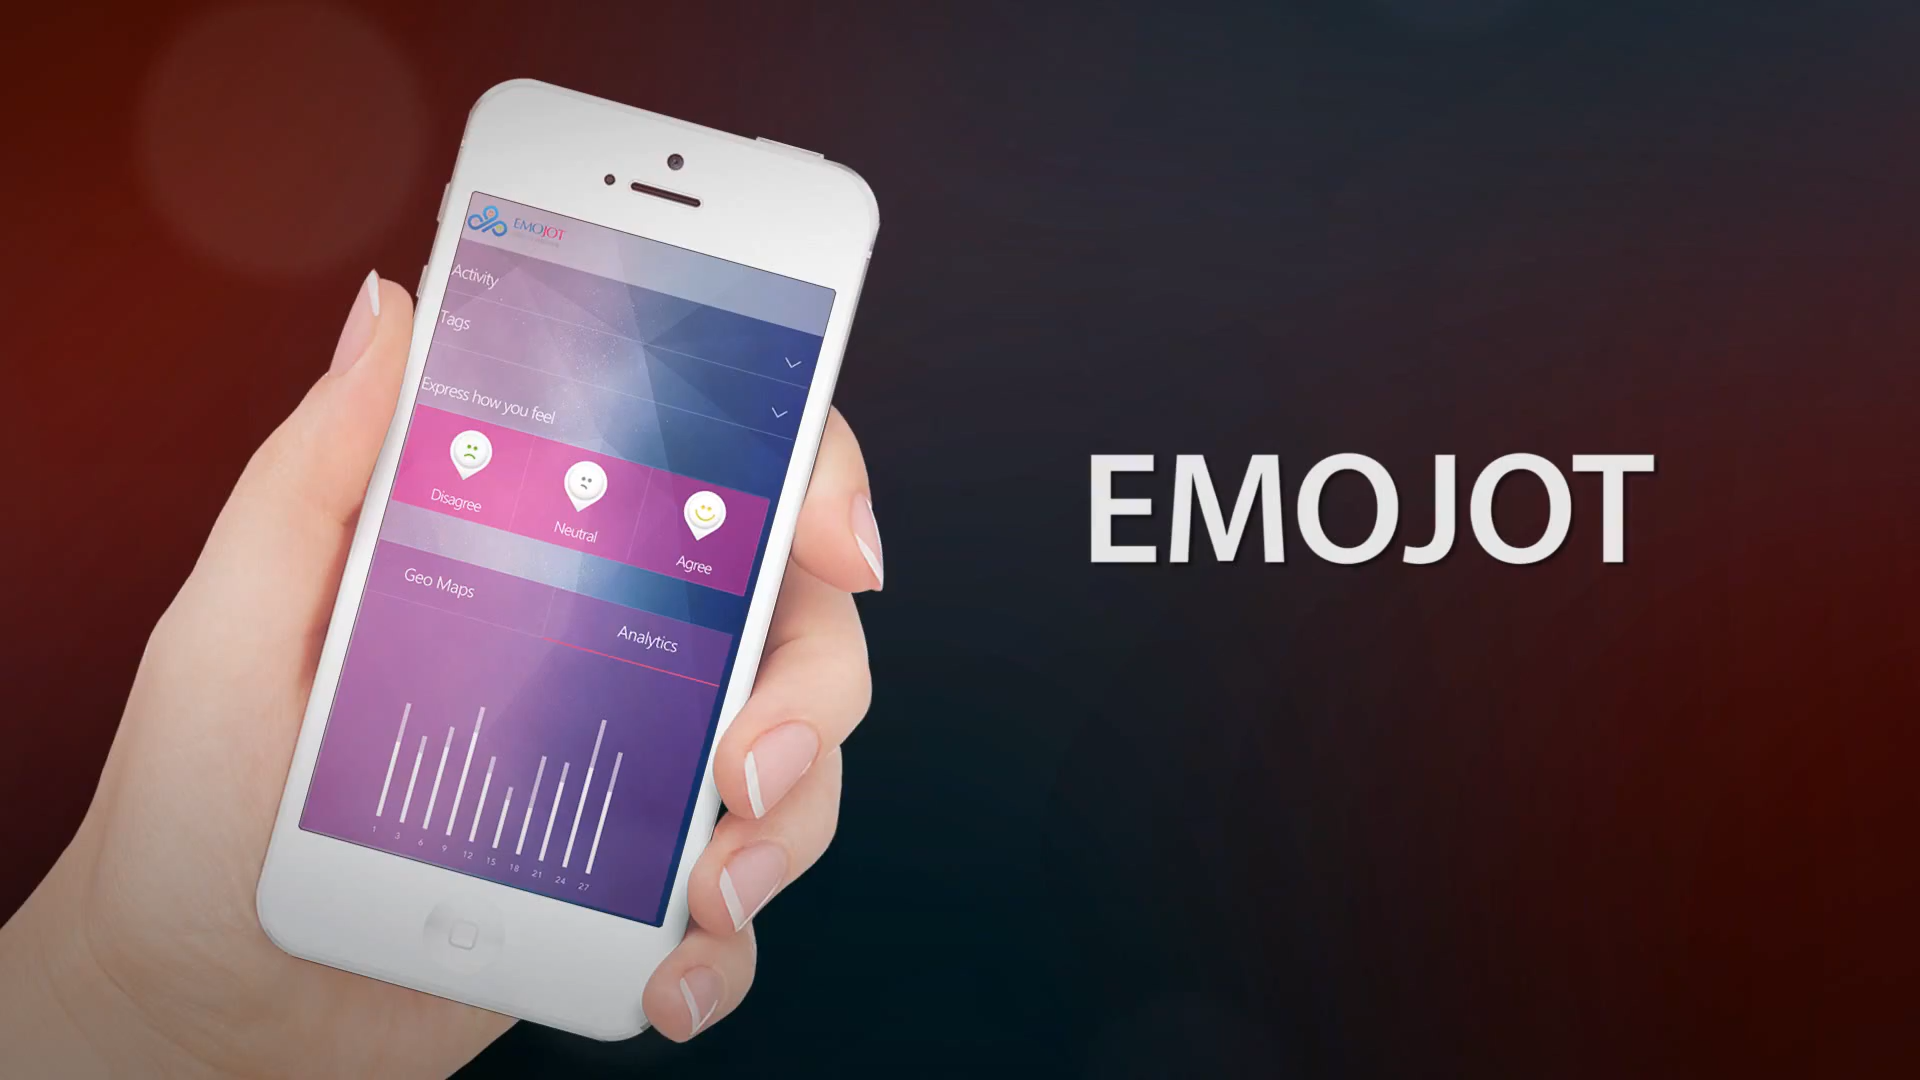 EMOJOT
Activity
Tags
Express how you feel
Disagree
Neutral
Agree
Geo Maps
Analytics
1 3 6 9 12 15 18 21 24 27
EMOJOT